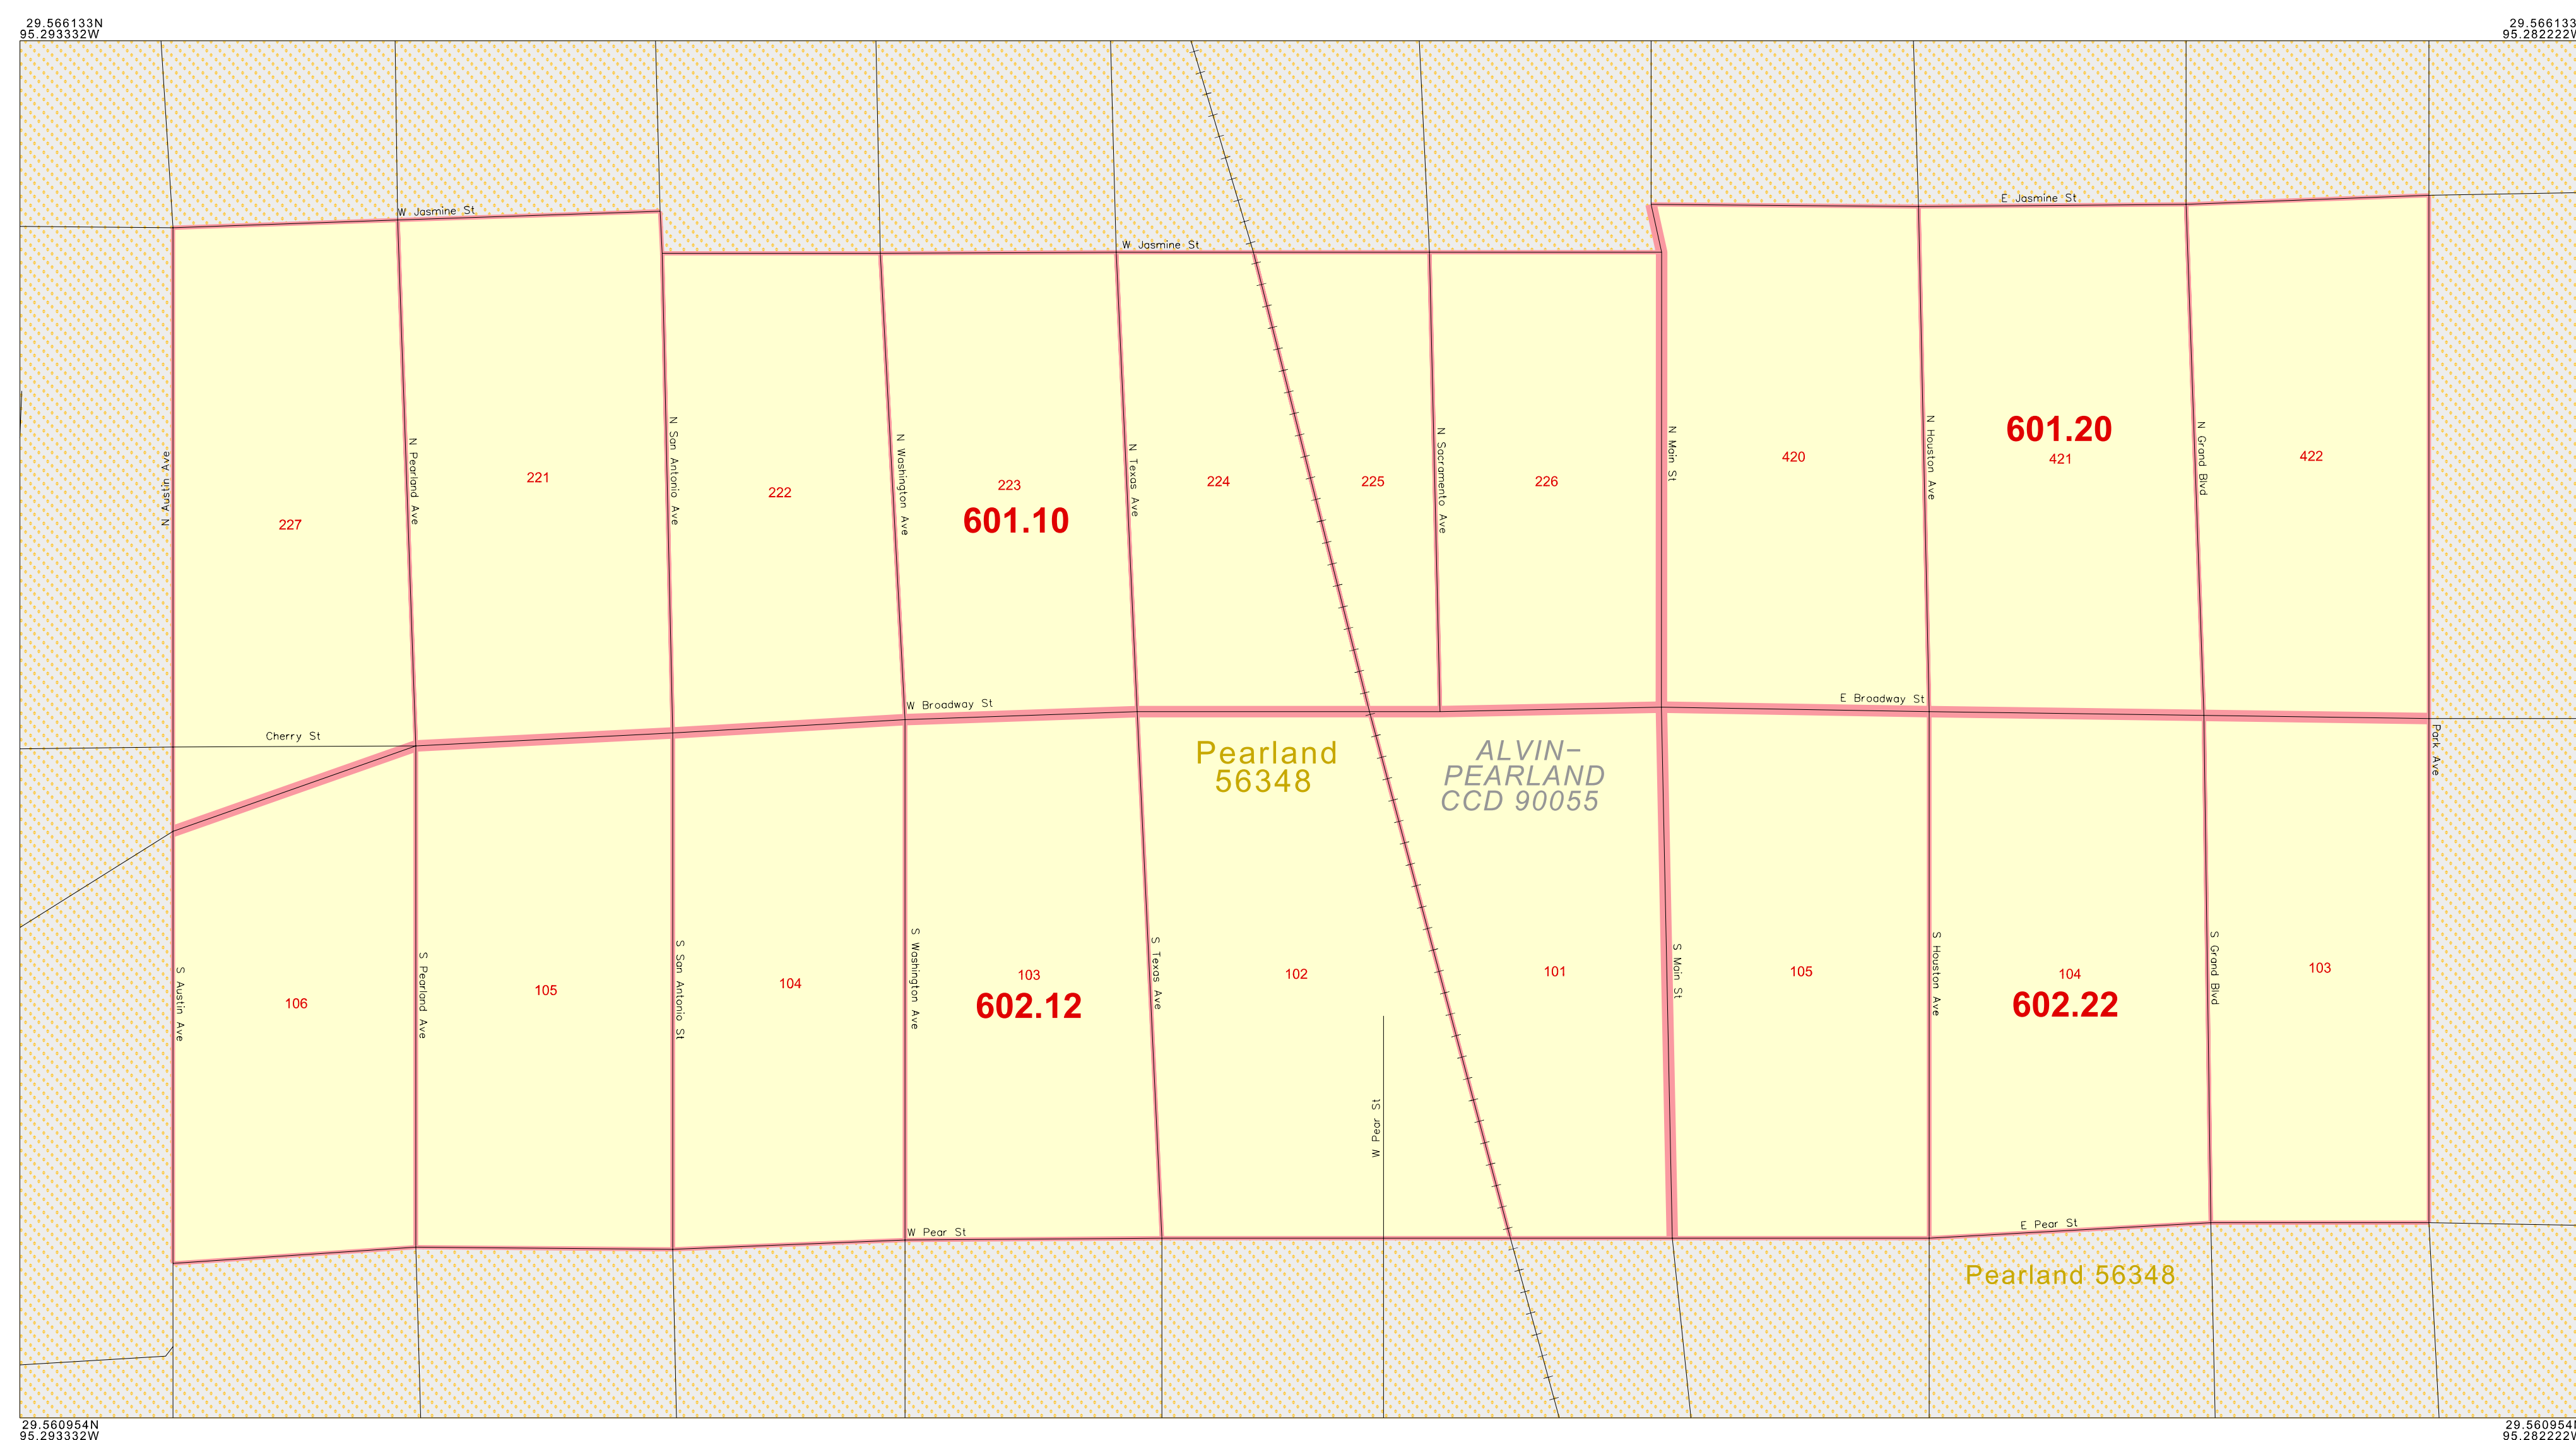 29.566133N
95.293332W
29.566133
95.282222W
W Jasmine St
E Jasmine St
W Jasmine St
N Austin Ave
N Pearland Ave
N San Antonio Ave
N Washington Ave
N Texas Ave
N Sacramento Ave
N Main St
N Houston Ave
N Grand Blvd
601.20
420
421
422
221
222
223
224
225
226
601.10
227
W Broadway St
E Broadway St
Cherry St
Park Ave
Pearland
56348
ALVIN-
PEARLAND
CCD 90055
S Austin Ave
S Pearland Ave
S San Antonio St
S Washington Ave
S Texas Ave
S Main St
S Houston Ave
S Grand Blvd
106
105
104
103
102
101
105
104
103
602.12
602.22
W Pear St
W Pear St
E Pear St
Pearland 56348
29.560954N
95.293332W
29.560954N
95.282222W